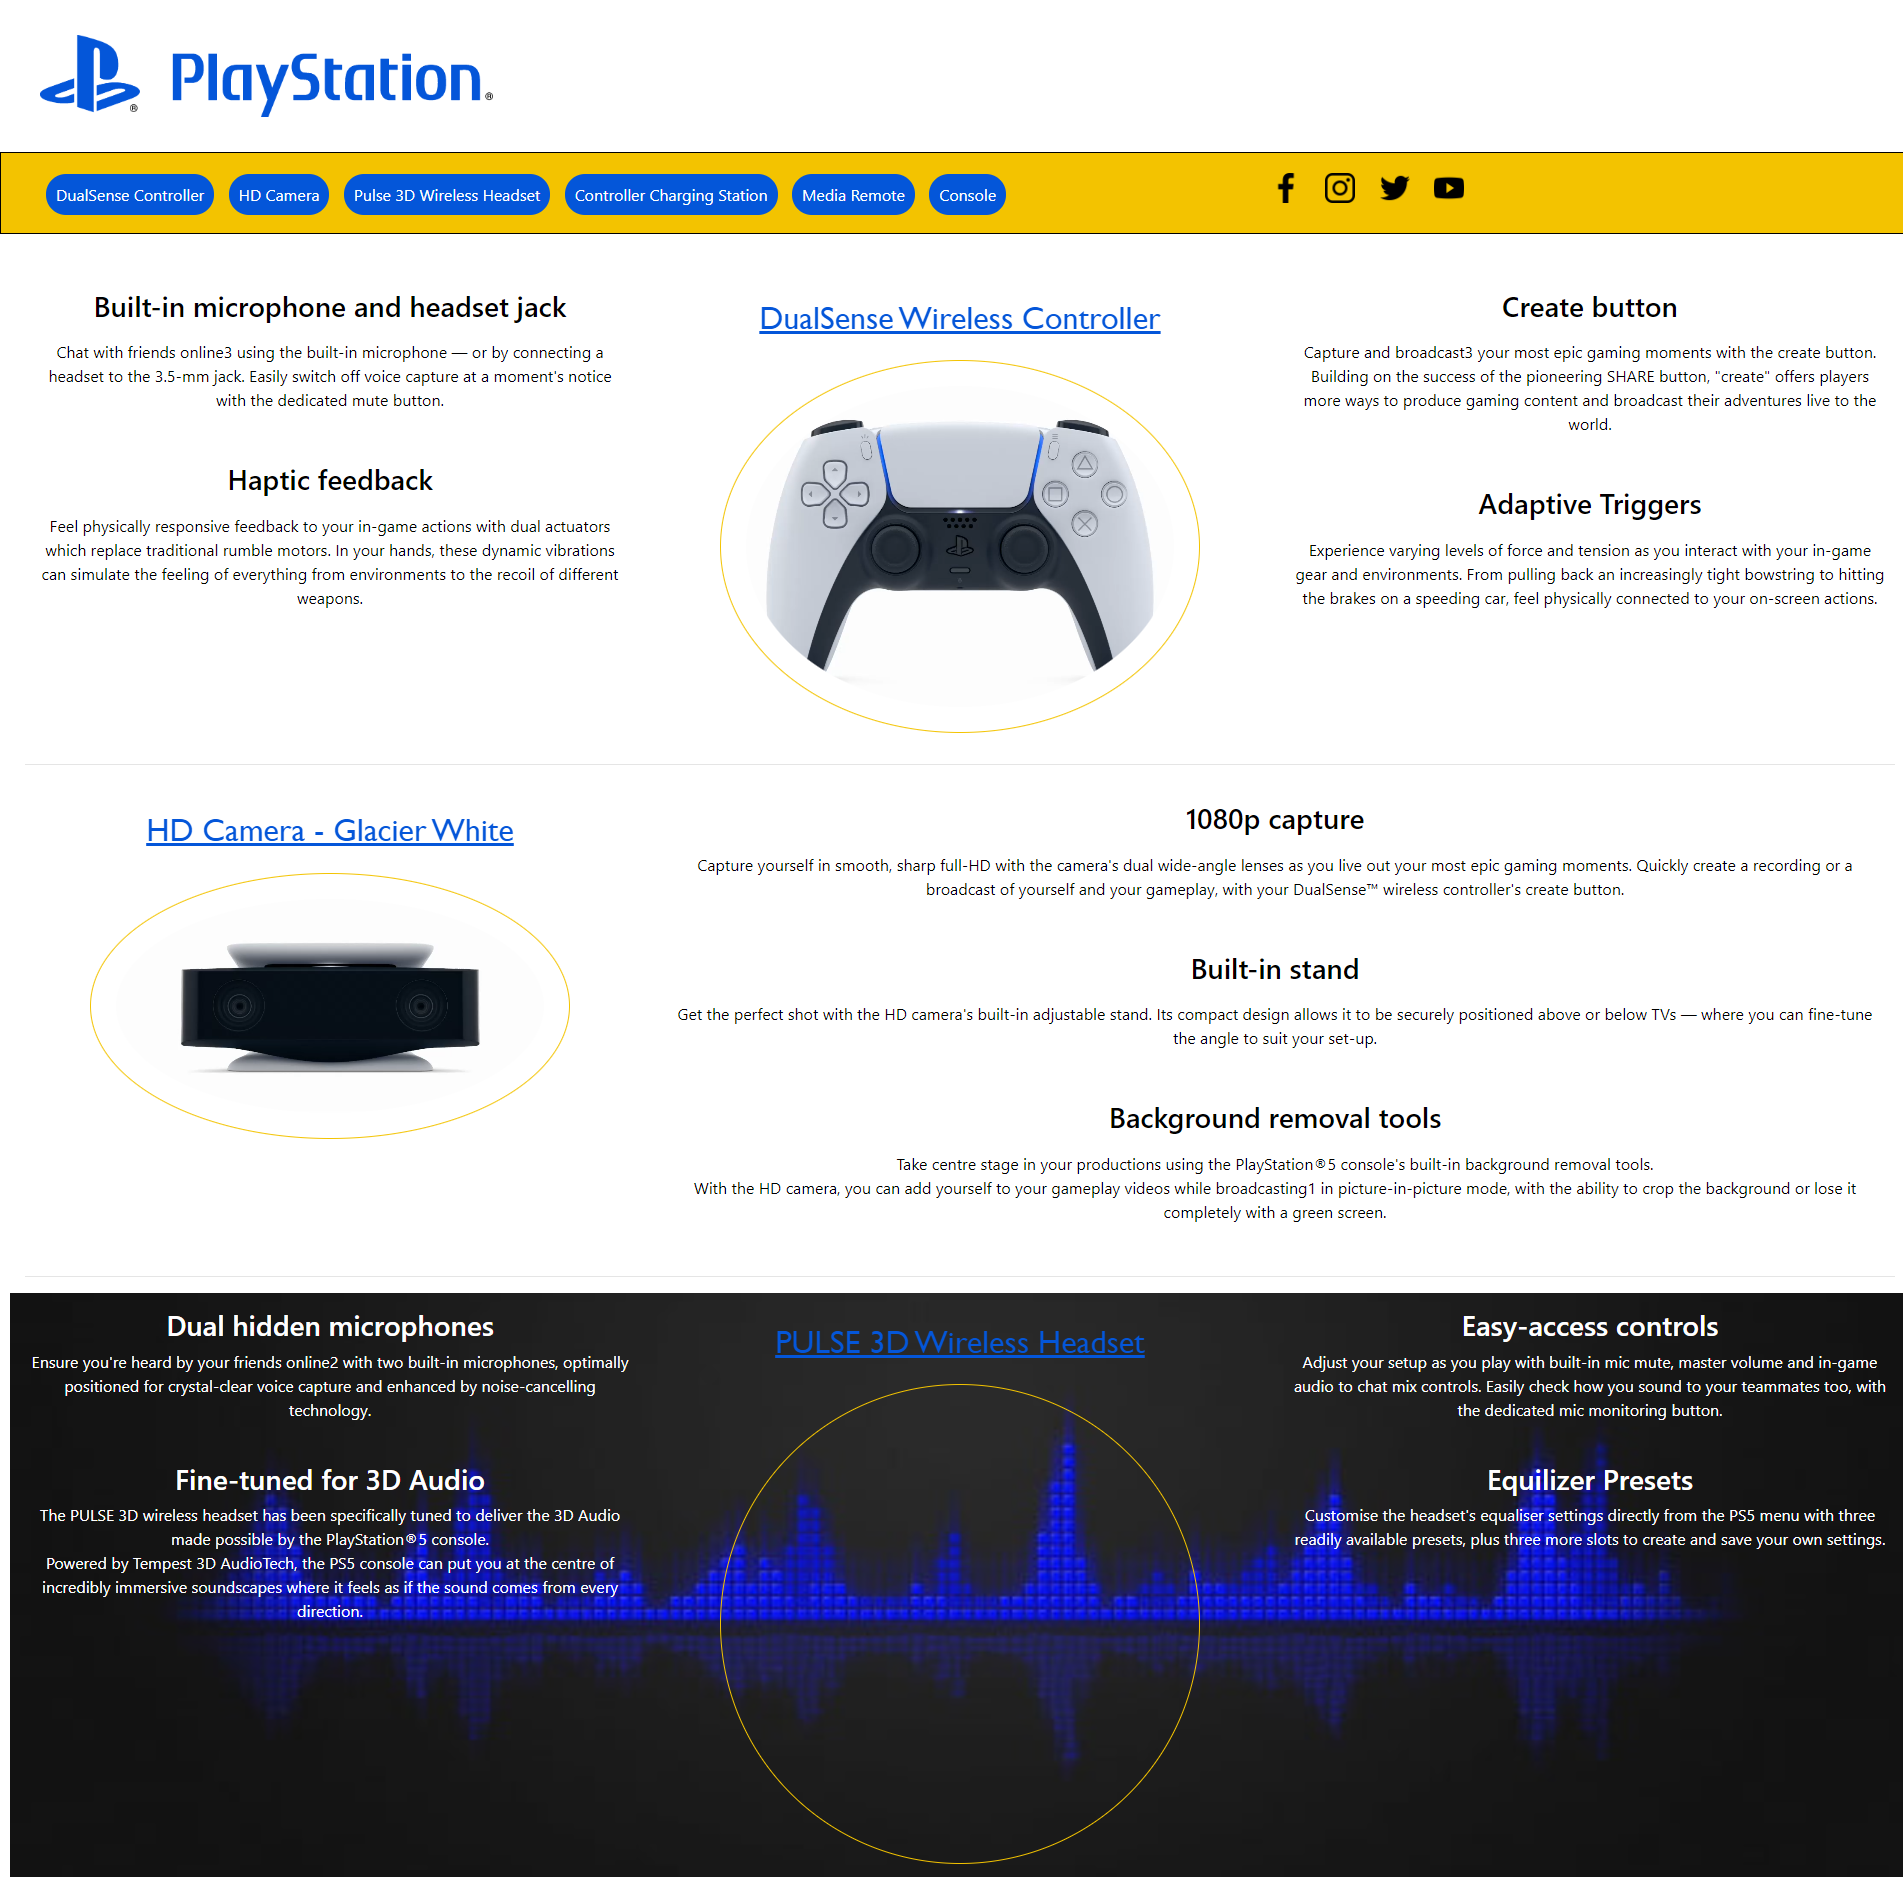 PlayStation®
DualSense Controller
HD Camera
Pulse 3D Wireless Headset
Controller Charging Station
Media Remote
Console
Built-in microphone and headset jack
Chat with friends online3 using the built-in microphone — or by connecting a
headset to the 3.5-mm jack. Easily switch off voice capture at a moment's notice
with the dedicated mute button.
Haptic feedback
Feel physically responsive feedback to your in-game actions with dual actuators
which replace traditional rumble motors. In your hands, these dynamic vibrations
can simulate the feeling of everything from environments to the recoil of different
weapons.
DualSense Wireless Controller
Create button
Capture and broadcast3 your most epic gaming moments with the create button.
Building on the success of the pioneering SHARE button, "create" offers players
more ways to produce gaming content and broadcast their adventures live to the
world.
Adaptive Triggers
Experience varying levels of force and tension as you interact with your in-game
gear and environments. From pulling back an increasingly tight bowstring to hitting
the brakes on a speeding car, feel physically connected to your on-screen actions.
HD Camera - Glacier White
1080p capture
Capture yourself in smooth, sharp full-HD with the camera's dual wide-angle lenses as you live out your most epic gaming moments. Quickly create a recording or a
broadcast of yourself and your gameplay, with your DualSense™ wireless controller's create button.
Built-in stand
Get the perfect shot with the HD camera's built-in adjustable stand. Its compact design allows it to be securely positioned above or below TVs — where you can fine-tune
the angle to suit your set-up.
Background removal tools
Take centre stage in your productions using the PlayStation®5 console's built-in background removal tools.
With the HD camera, you can add yourself to your gameplay videos while broadcasting1 in picture-in-picture mode, with the ability to crop the background or lose it
completely with a green screen.
Dual hidden microphones
Ensure you're heard by your friends online2 with two built-in microphones, optimally
positioned for crystal-clear voice capture and enhanced by noise-cancelling
technology.
Fine-tuned for 3D Audio
The PULSE 3D wireless headset has been specifically tuned to deliver the 3D Audio
made possible by the PlayStation®5 console.
Powered by Tempest 3D AudioTech, the PS5 console can put you at the centre of
incredibly immersive soundscapes where it feels as if the sound comes from every
direction.
PULSE 3D Wireless Headset
Easy-access controls
Adjust your setup as you play with built-in mic mute, master volume and in-game
audio to chat mix controls. Easily check how you sound to your teammates too, with
the dedicated mic monitoring button.
Equilizer Presets
Customise the headset's equaliser settings directly from the PS5 menu with three
readily available presets, plus three more slots to create and save your own settings.